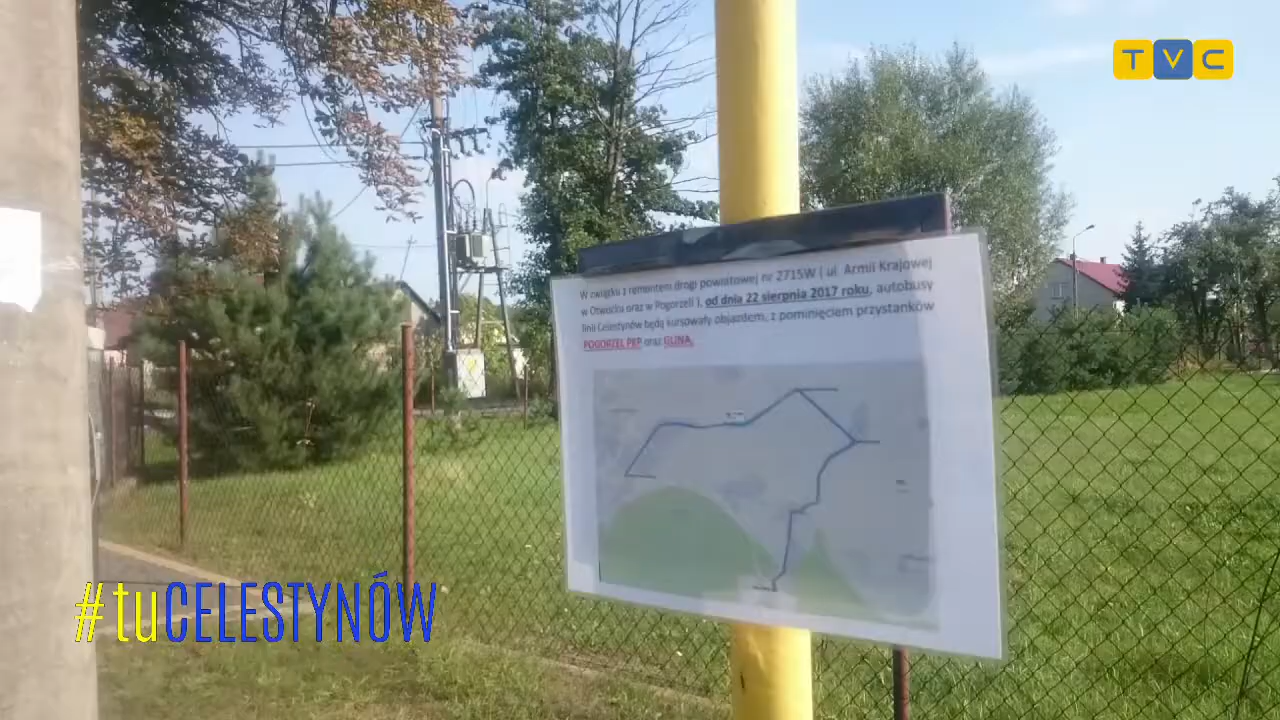 TVC
W związku z remontem drogi powiatowej nr 2715W ( ul. Armii Krajowej
w Otwocku oraz w Pogorzeli ), od dnia 22 sierpnia 2017 roku, autobusy
linii Celestynów będą kursowały objazdem, z pominięciem przystanków
POGORZEL PKP oraz GLINA.
#tuCELESTYNÓW